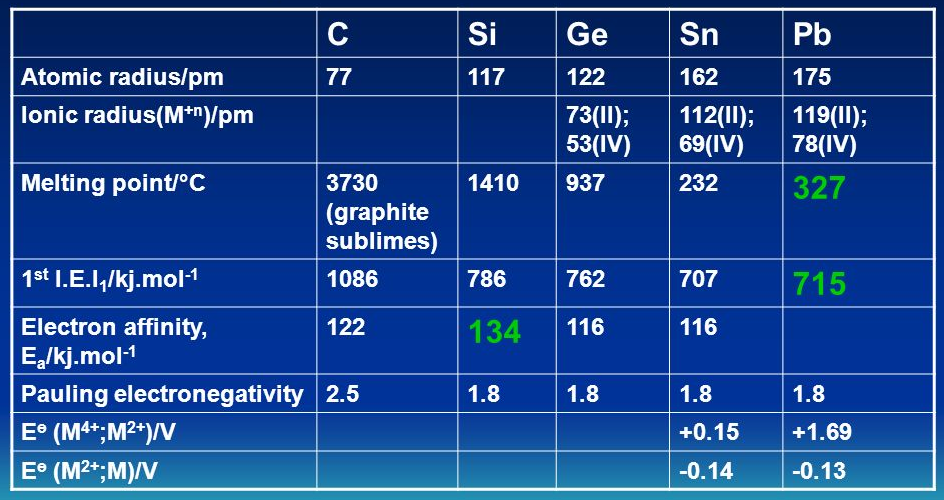 C Si Ge Sn Pb
Atomic radius/pm 77 117 122 162 175
Ionic radius(M⁺ⁿ)/pm 73(II); 112(II); 119(II);
53(IV) 69(IV) 78(IV)
Melting point/°C 3730 1410 937 232 327
(graphite
sublimes)
1ˢᵗ I.E.I₁/kj.mol⁻¹ 1086 786 762 707 715
Electron affinity, 122 134 116 116
Eₐ/kj.mol⁻¹
Pauling electronegativity 2.5 1.8 1.8 1.8 1.8
E° (M⁴⁺;M²⁺)/V +0.15 +1.69
E° (M²⁺;M)/V -0.14 -0.13